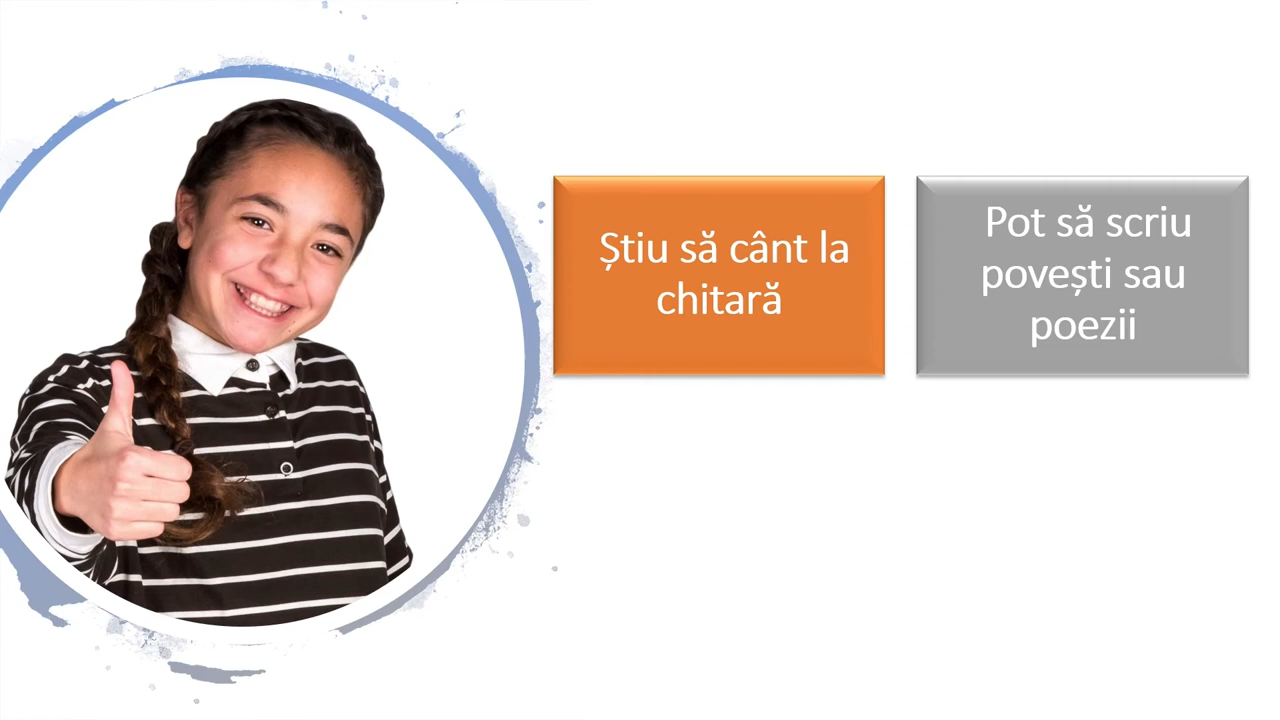 Știu să cânt la
chitară
Pot să scriu
povești sau
poezii